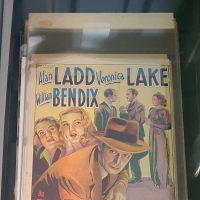 Alan LADD Veronica LAKE
William BENDIX